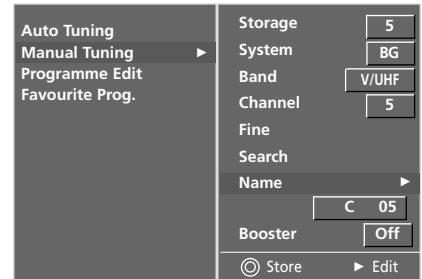 Auto Tuning
Manual Tuning ►
Programme Edit
Favourite Prog.
Storage 5
System BG
Band V/UHF
Channel 5
Fine
Search
Name ►
C 05
Booster Off
◎ Store ► Edit